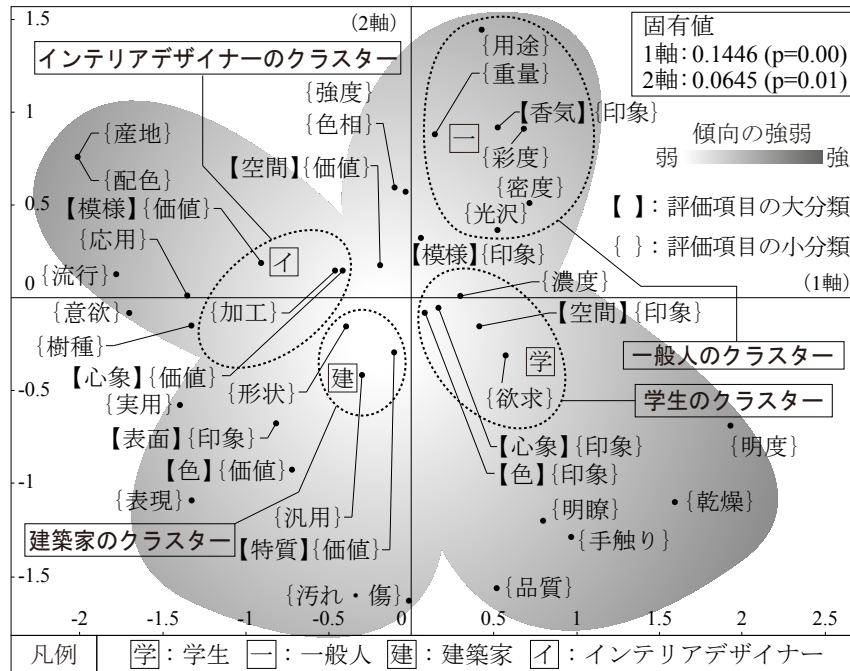 1.5
(2軸)
固有値
1軸：0.1446 (p=0.00)
2軸：0.0645 (p=0.01)
インテリアデザイナーのクラスター
{用途}
{重量}
{強度}
【香気】{印象}
1
{産地}
{色相}
一
{彩度}
傾向の強弱
弱
強
【空間】{価値}
{配色}
{密度}
0.5
【模様】{価値}
{光沢}
【 】：評価項目の大分類
{応用}
イ
【模様】{印象}
{ }：評価項目の小分類
{流行}
{濃度}
(1軸)
0
{意欲}
{加工}
【空間】{印象}
{樹種}
学
一般人のクラスター
【心象】{価値}
{形状}
建
-0.5
{実用}
{欲求}
学生のクラスター
【表面】{印象}
【心象】{印象}
{明度}
【色】{価値}
【色】{印象}
-1
{表現}
{汎用}
{明瞭}
{乾燥}
建築家のクラスター
【特質】{価値}
{手触り}
-1.5
{汚れ・傷}
{品質}
-2
-1.5
-1
-0.5
0
0.5
1
1.5
2
2.5
凡例
学：学生 一：一般人 建：建築家 イ：インテリアデザイナー